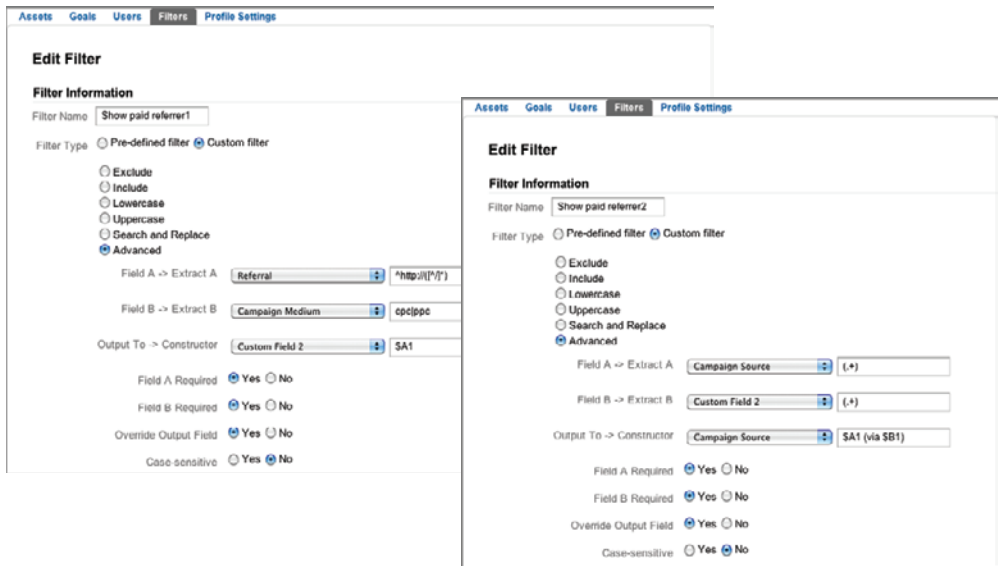 Assets Goals Users Filters Profile Settings
Edit Filter
Filter Information
Filter Name Show paid referrer1
Filter Type Pre-defined filter Custom filter
Exclude
Include
Lowercase
Uppercase
Search and Replace
Advanced
Field A -> Extract A Referral ^http://([^/]*)
Field B -> Extract B Campaign Medium cpc|ppc
Output To -> Constructor Custom Field 2 $A1
Field A Required Yes No
Field B Required Yes No
Override Output Field Yes No
Case-sensitive Yes No
Assets Goals Users Filters Profile Settings
Edit Filter
Filter Information
Filter Name Show paid referrer2
Filter Type Pre-defined filter Custom filter
Exclude
Include
Lowercase
Uppercase
Search and Replace
Advanced
Field A -> Extract A Campaign Source (.+)
Field B -> Extract B Custom Field 2 (.+)
Output To -> Constructor Campaign Source $A1 (via $B1)
Field A Required Yes No
Field B Required Yes No
Override Output Field Yes No
Case-sensitive Yes No